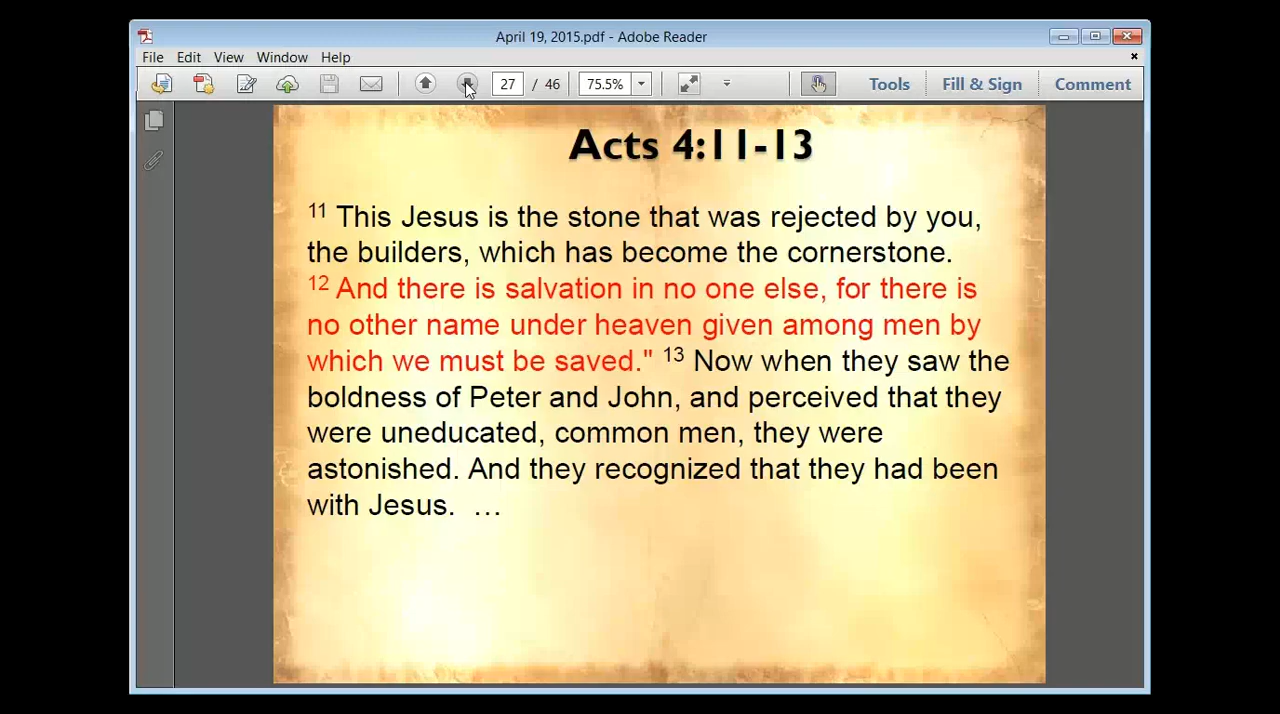 April 19, 2015.pdf - Adobe Reader
File Edit View Window Help
27 / 46 75.5% Tools Fill & Sign Comment
Acts 4:11-13
11 This Jesus is the stone that was rejected by you,
the builders, which has become the cornerstone.
12 And there is salvation in no one else, for there is
no other name under heaven given among men by
which we must be saved." 13 Now when they saw the
boldness of Peter and John, and perceived that they
were uneducated, common men, they were
astonished. And they recognized that they had been
with Jesus. …